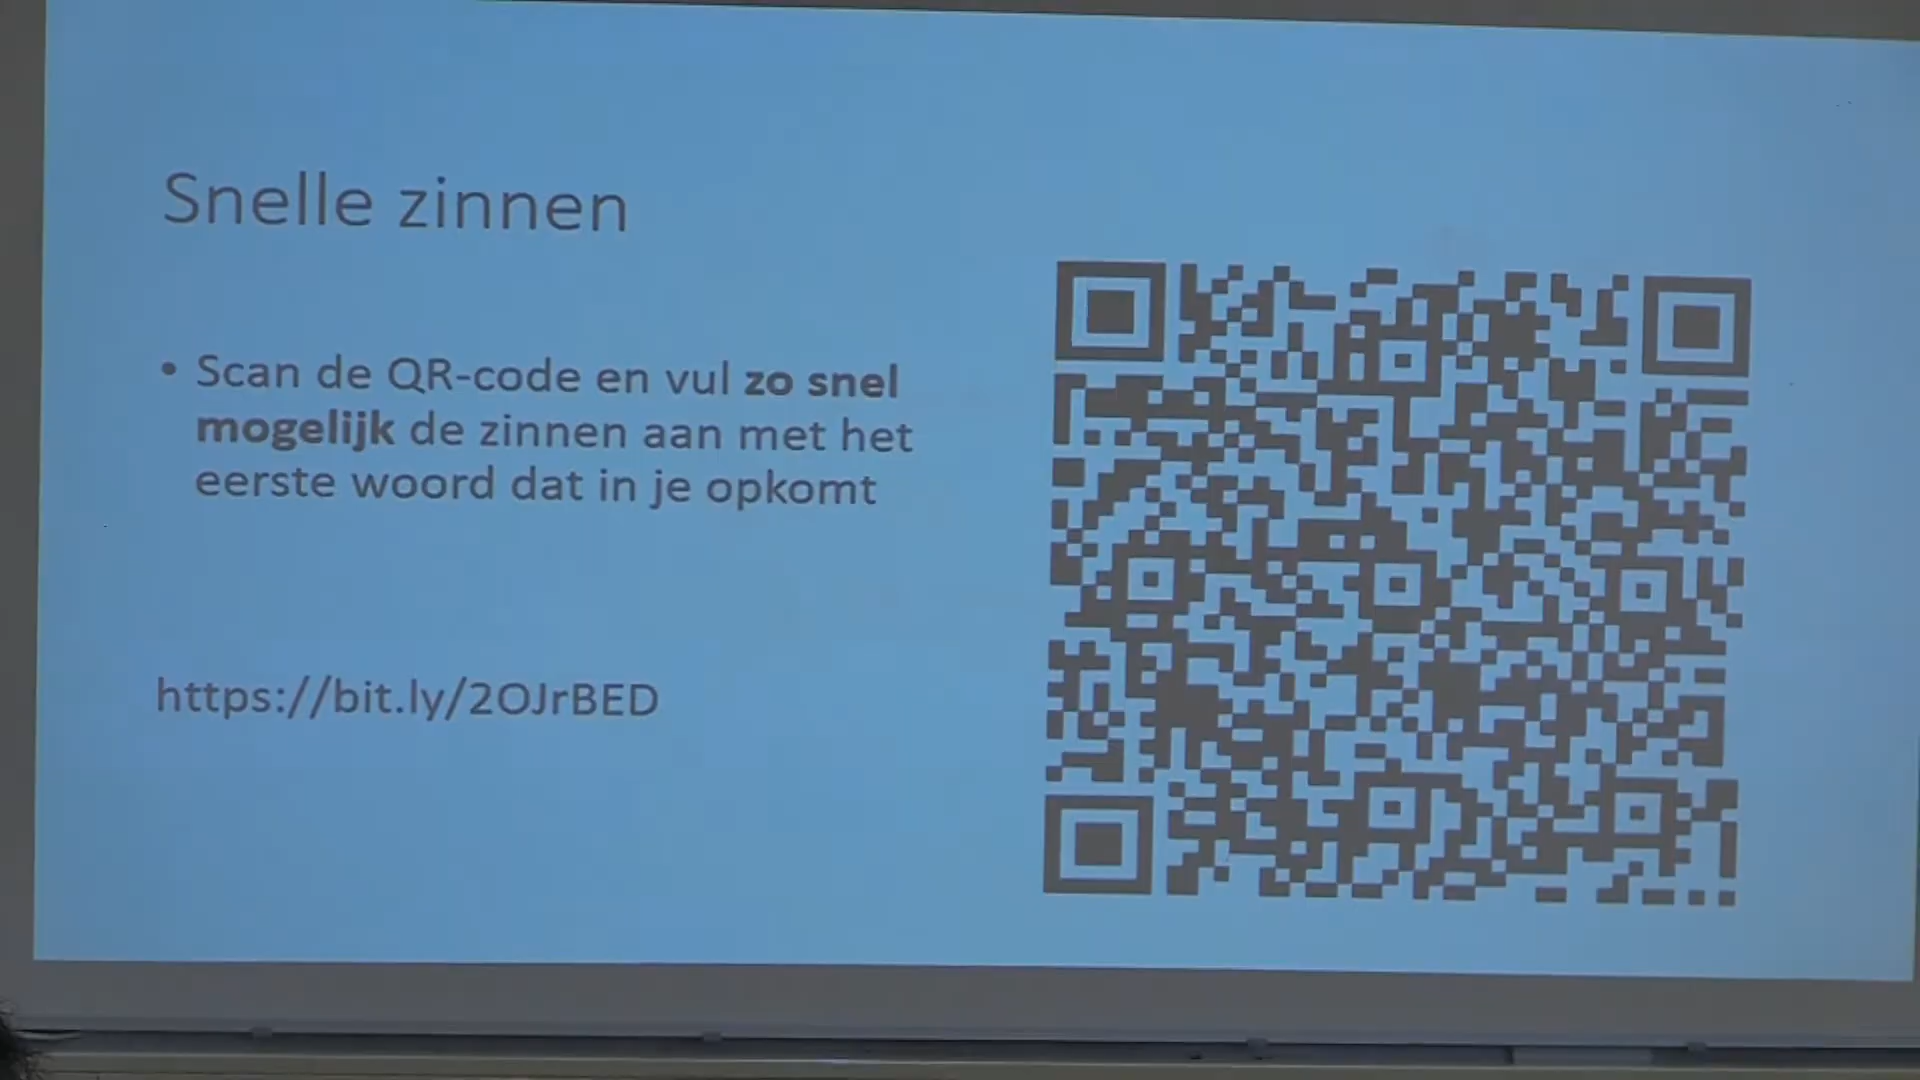 Snelle zinnen
• Scan de QR-code en vul zo snel
mogelijk de zinnen aan met het
eerste woord dat in je opkomt
https://bit.ly/2OJrBED